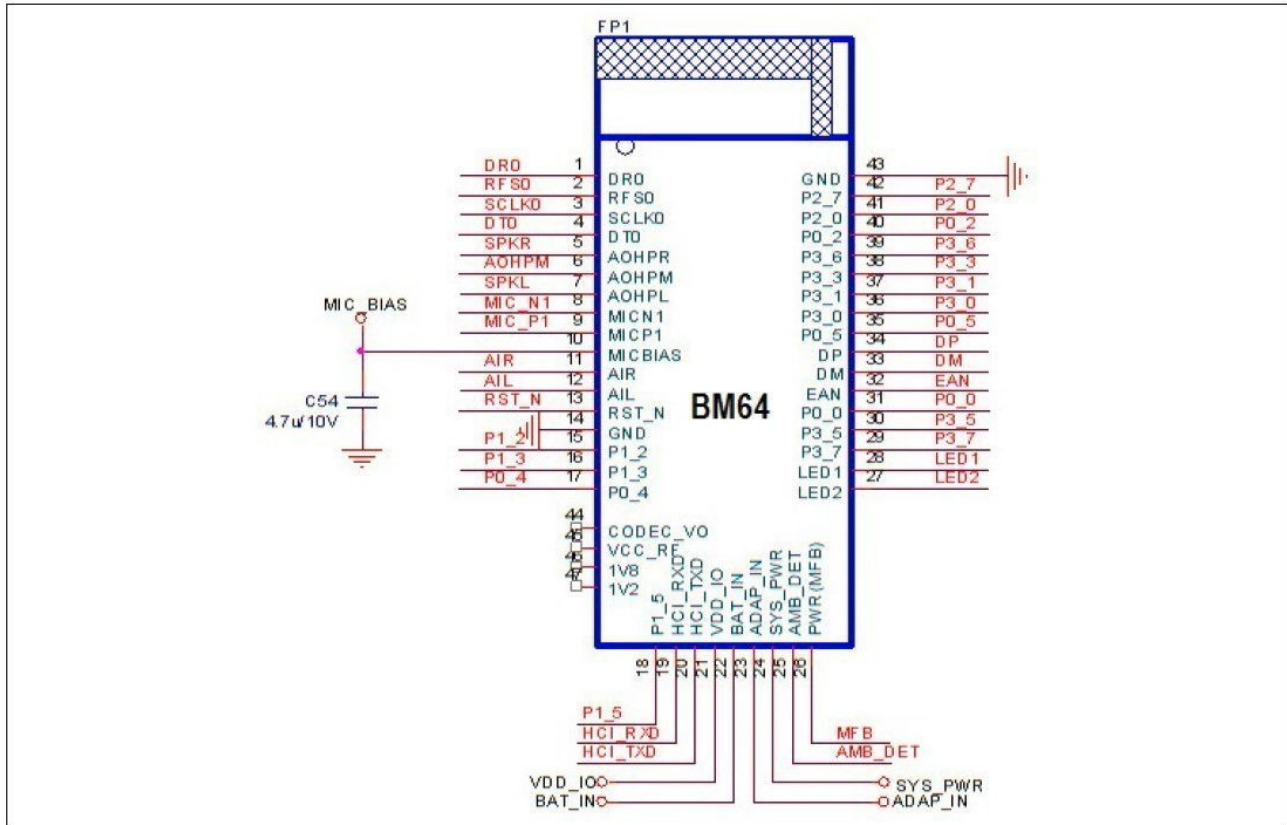 FP1
DR0 1 DR0
RFS0 2 RFS0
SCLK0 3 SCLK0
DT0 4 DT0
SPKR 5 AOHPR
AOHPM 6 AOHPM
SPKL 7 AOHPL
MIC_N1 8 MICN1
MIC_P1 9 MICP1
MIC_BIAS
10 MICBIAS
AIR 11 AIR
AIL 12 AIL
RST_N 13 RST_N
14 GND
P1_2 15 P1_2
P1_3 16 P1_3
P0_4 17 P0_4
C54
4.7u/10V
BM64
43 GND
42 P2_7 P2_7
41 P2_0 P2_0
40 P0_2 P0_2
39 P3_6 P3_6
38 P3_3 P3_3
37 P3_1 P3_1
36 P3_0 P3_0
35 P0_5 P0_5
34 DP DP
33 DM DM
32 EAN EAN
31 P0_0 P0_0
30 P3_5 P3_5
29 P3_7 P3_7
28 LED1 LED1
27 LED2 LED2
44 CODEC_VO
45 VCC_RF
46 1V8
47 1V2
P1_5 HCI_RXD HCI_TXD VDD_IO BAT_IN ADAP_IN SYS_PWR AMB_DET PWR(MFB)
18 19 20 21 22 23 24 25 26
P1_5
HCI_RXD MFB
HCI_TXD AMB_DET
VDD_IO SYS_PWR
BAT_IN ADAP_IN